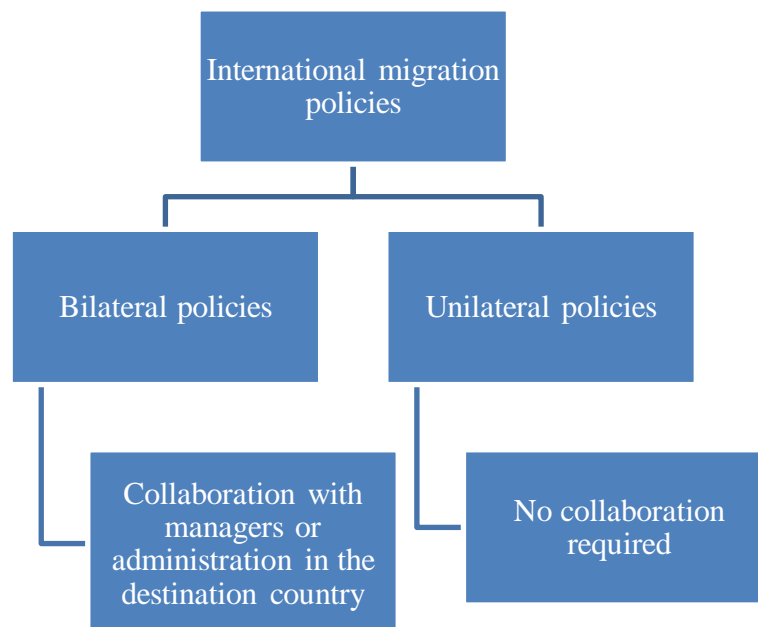 International migration
policies
Bilateral policies
Unilateral policies
Collaboration with
managers or
administration in the
destination country
No collaboration
required